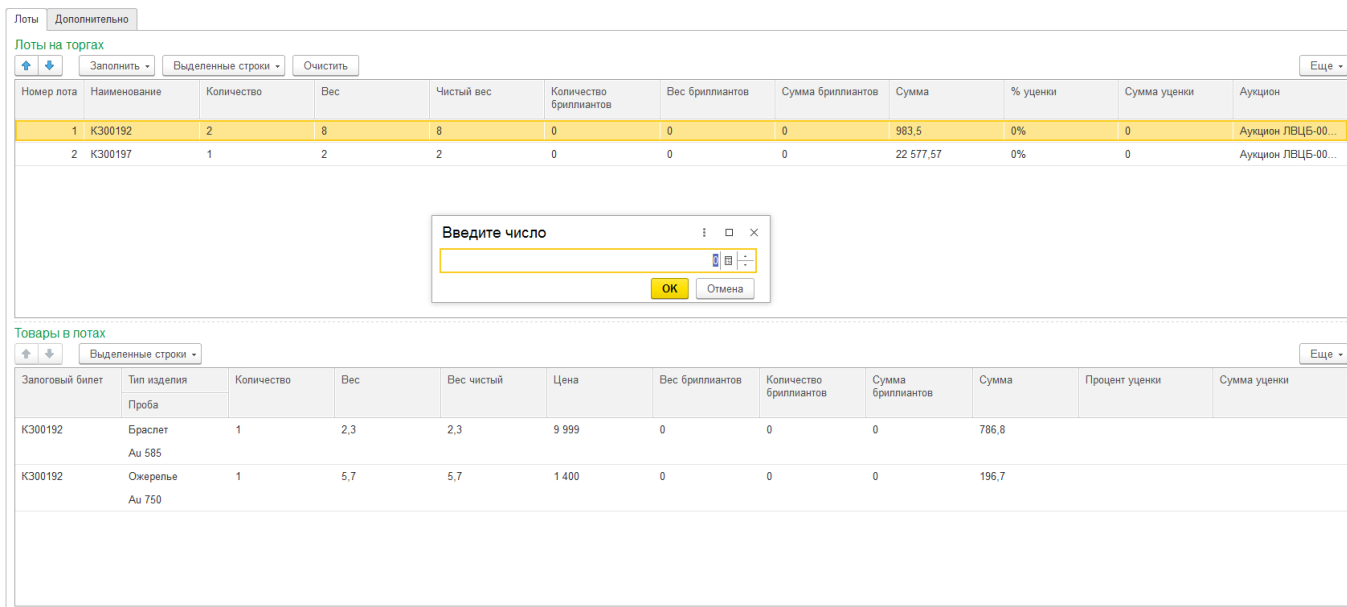 Лоты Дополнительно
Лоты на торгах
Заполнить Выделенные строки Очистить Еще
Номер лота Наименование Количество Вес Чистый вес Количество бриллиантов Вес бриллиантов Сумма бриллиантов Сумма % уценки Сумма уценки Аукцион
1 К300192 2 8 8 0 0 0 983,5 0% 0 Аукцион ЛВЦБ-00...
2 К300197 1 2 2 0 0 0 22 577,57 0% 0 Аукцион ЛВЦБ-00...
Введите число
0
ОК Отмена
Товары в лотах
Выделенные строки Еще
Залоговый билет Тип изделия Количество Вес Вес чистый Цена Вес бриллиантов Количество бриллиантов Сумма бриллиантов Сумма Процент уценки Сумма уценки
Проба
К300192 Браслет 1 2,3 2,3 9 999 0 0 0 786,8
Au 585
К300192 Ожерелье 1 5,7 5,7 1 400 0 0 0 196,7
Au 750